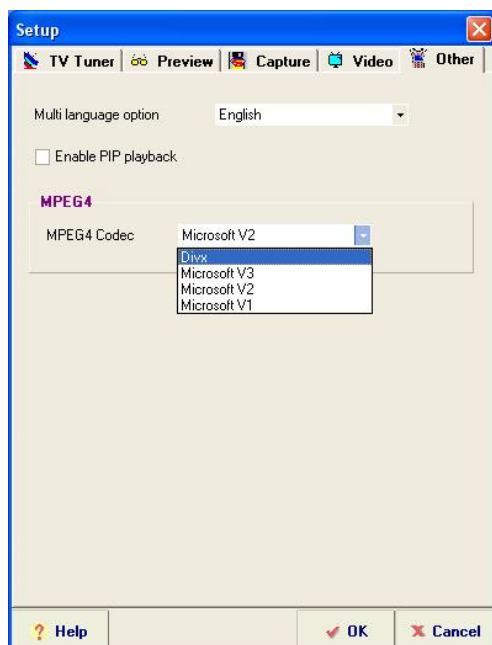 Setup
TV Tuner Preview Capture Video Other
Multi language option English
Enable PIP playback
MPEG4
MPEG4 Codec Microsoft V2
Divx
Microsoft V3
Microsoft V2
Microsoft V1
? Help OK Cancel